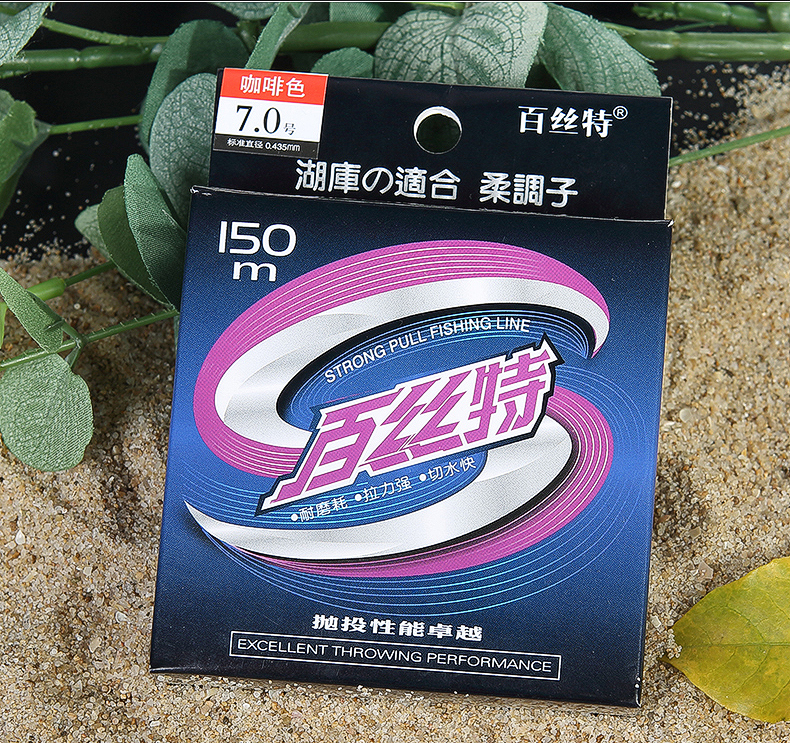 咖啡色
7.0号
标准直径 0.435mm
百丝特®
湖庫の適合 柔調子
150
m
STRONG PULL FISHING LINE
百丝特
•耐磨耗 •拉力强 •切水快
抛投性能卓越
EXCELLENT THROWING PERFORMANCE